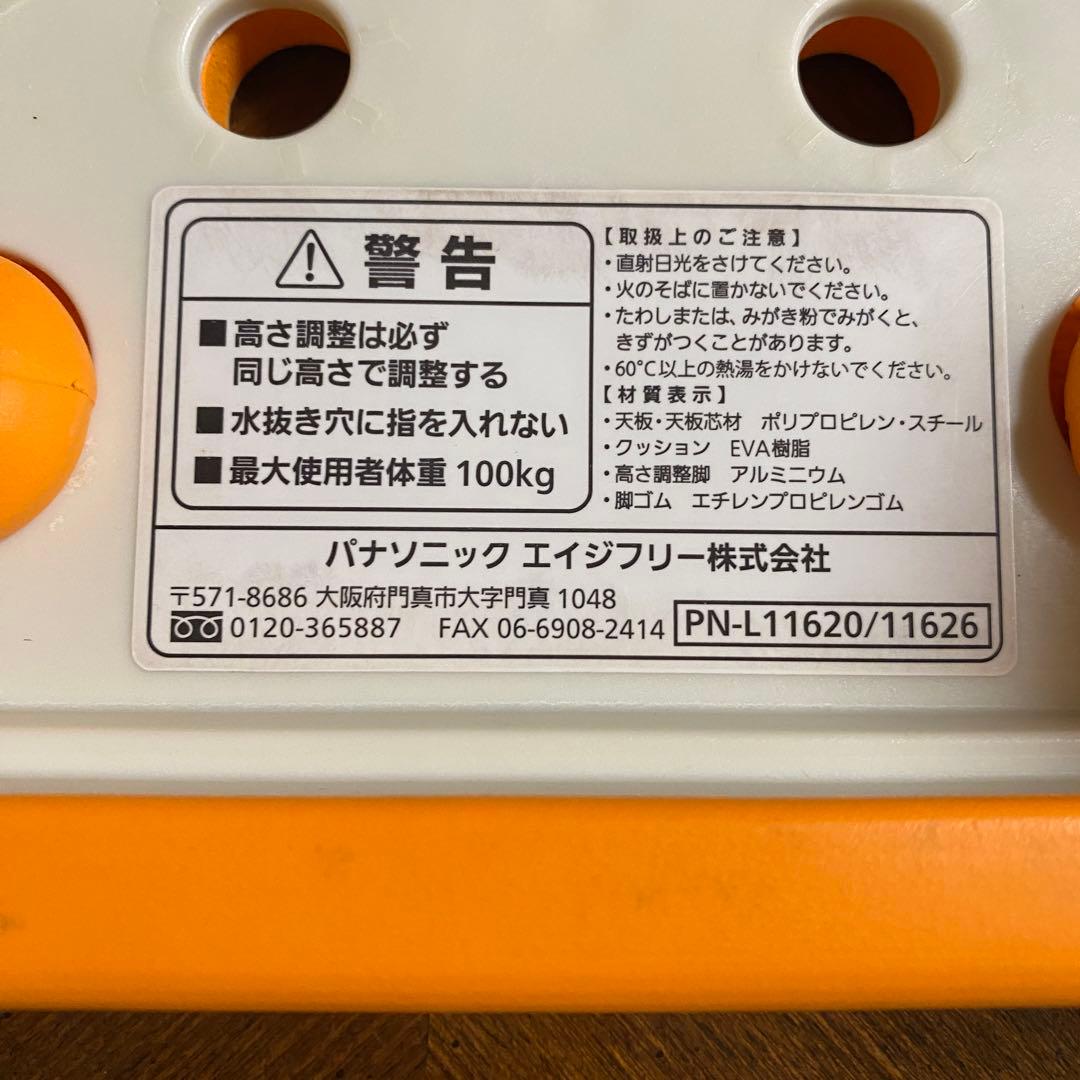 警告
■高さ調整は必ず
同じ高さで調整する
■水抜き穴に指を入れない
■最大使用者体重 100kg
【取扱上のご注意】
・直射日光をさけてください。
・火のそばに置かないでください。
・たわしまたは、みがき粉でみがくと、
きずがつくことがあります。
・60℃以上の熱湯をかけないでください。
【材質表示】
・天板・天板芯材 ポリプロピレン・スチール
・クッション EVA樹脂
・高さ調整脚 アルミニウム
・脚ゴム エチレンプロピレンゴム
パナソニック エイジフリー株式会社
〒571-8686 大阪府門真市大字門真 1048
0120-365887 FAX 06-6908-2414
PN-L11620/11626